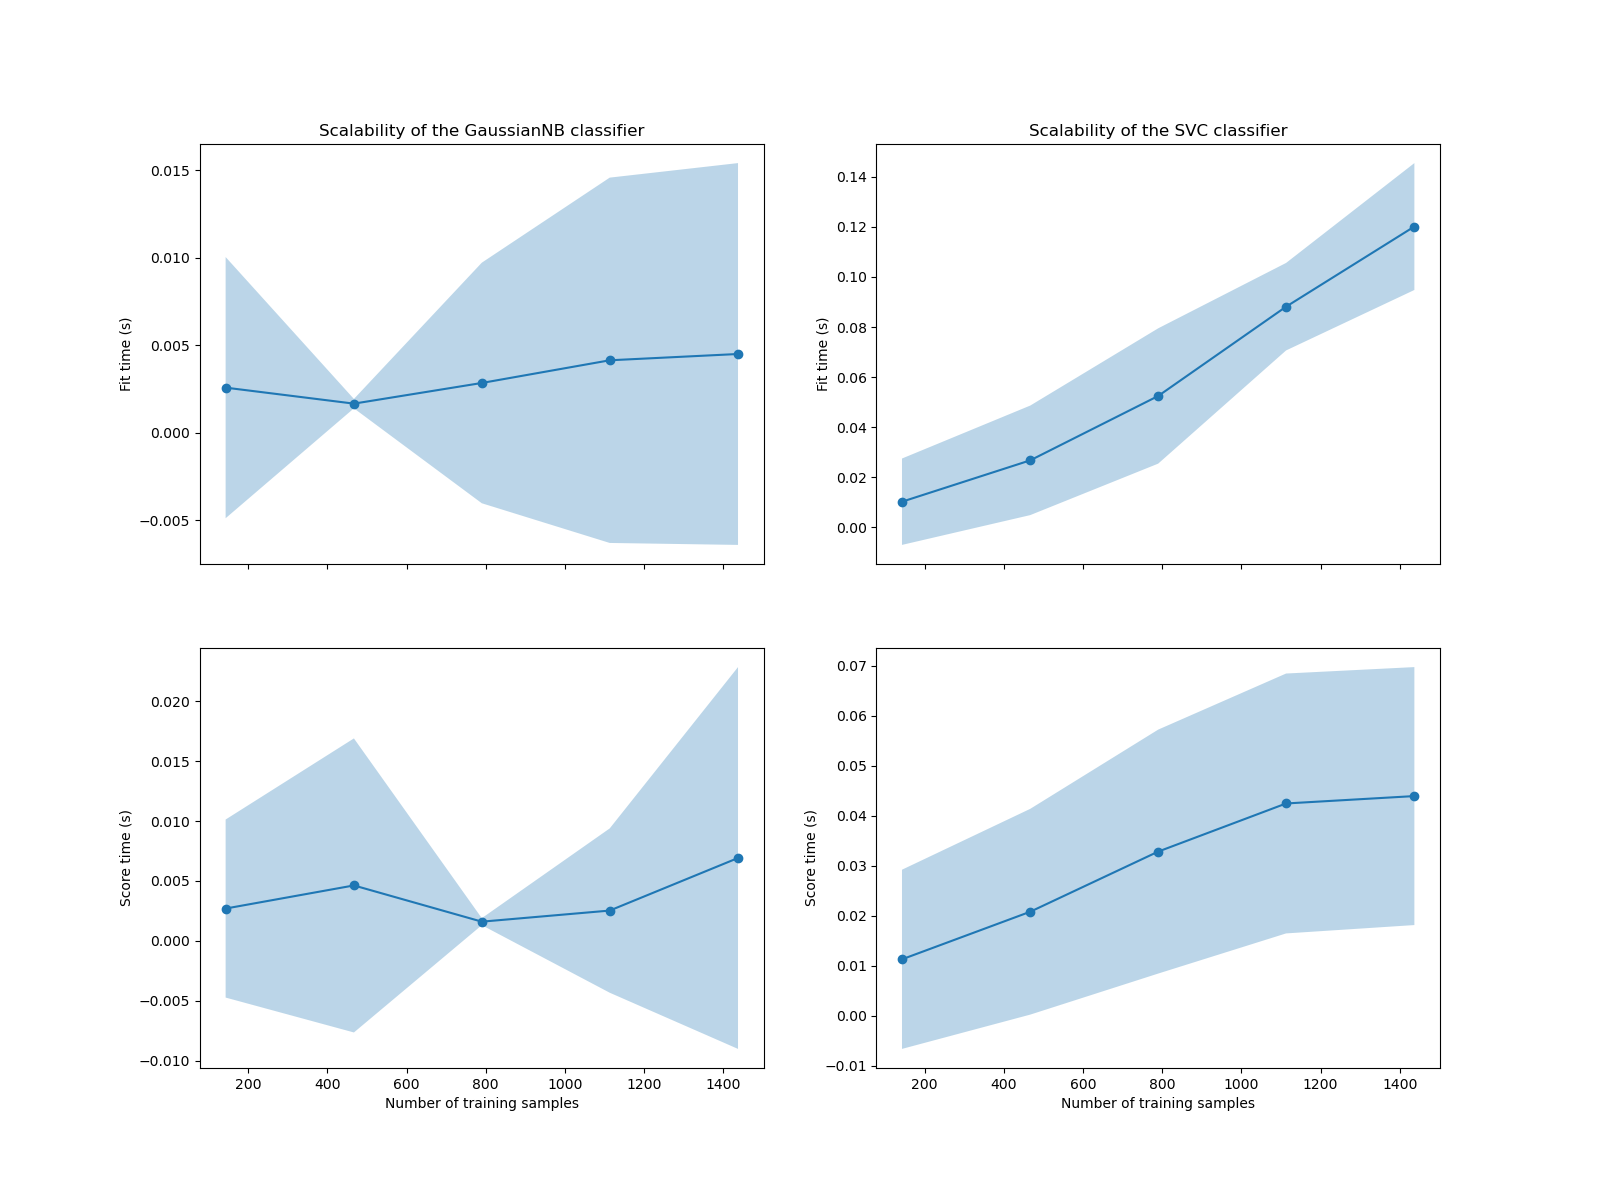 Scalability of the GaussianNB classifier
Fit time (s)
0.015
0.010
0.005
0.000
−0.005
Scalability of the SVC classifier
Fit time (s)
0.14
0.12
0.10
0.08
0.06
0.04
0.02
0.00
Score time (s)
0.020
0.015
0.010
0.005
0.000
−0.005
−0.010
200 400 600 800 1000 1200 1400
Number of training samples
Score time (s)
0.07
0.06
0.05
0.04
0.03
0.02
0.01
0.00
−0.01
200 400 600 800 1000 1200 1400
Number of training samples